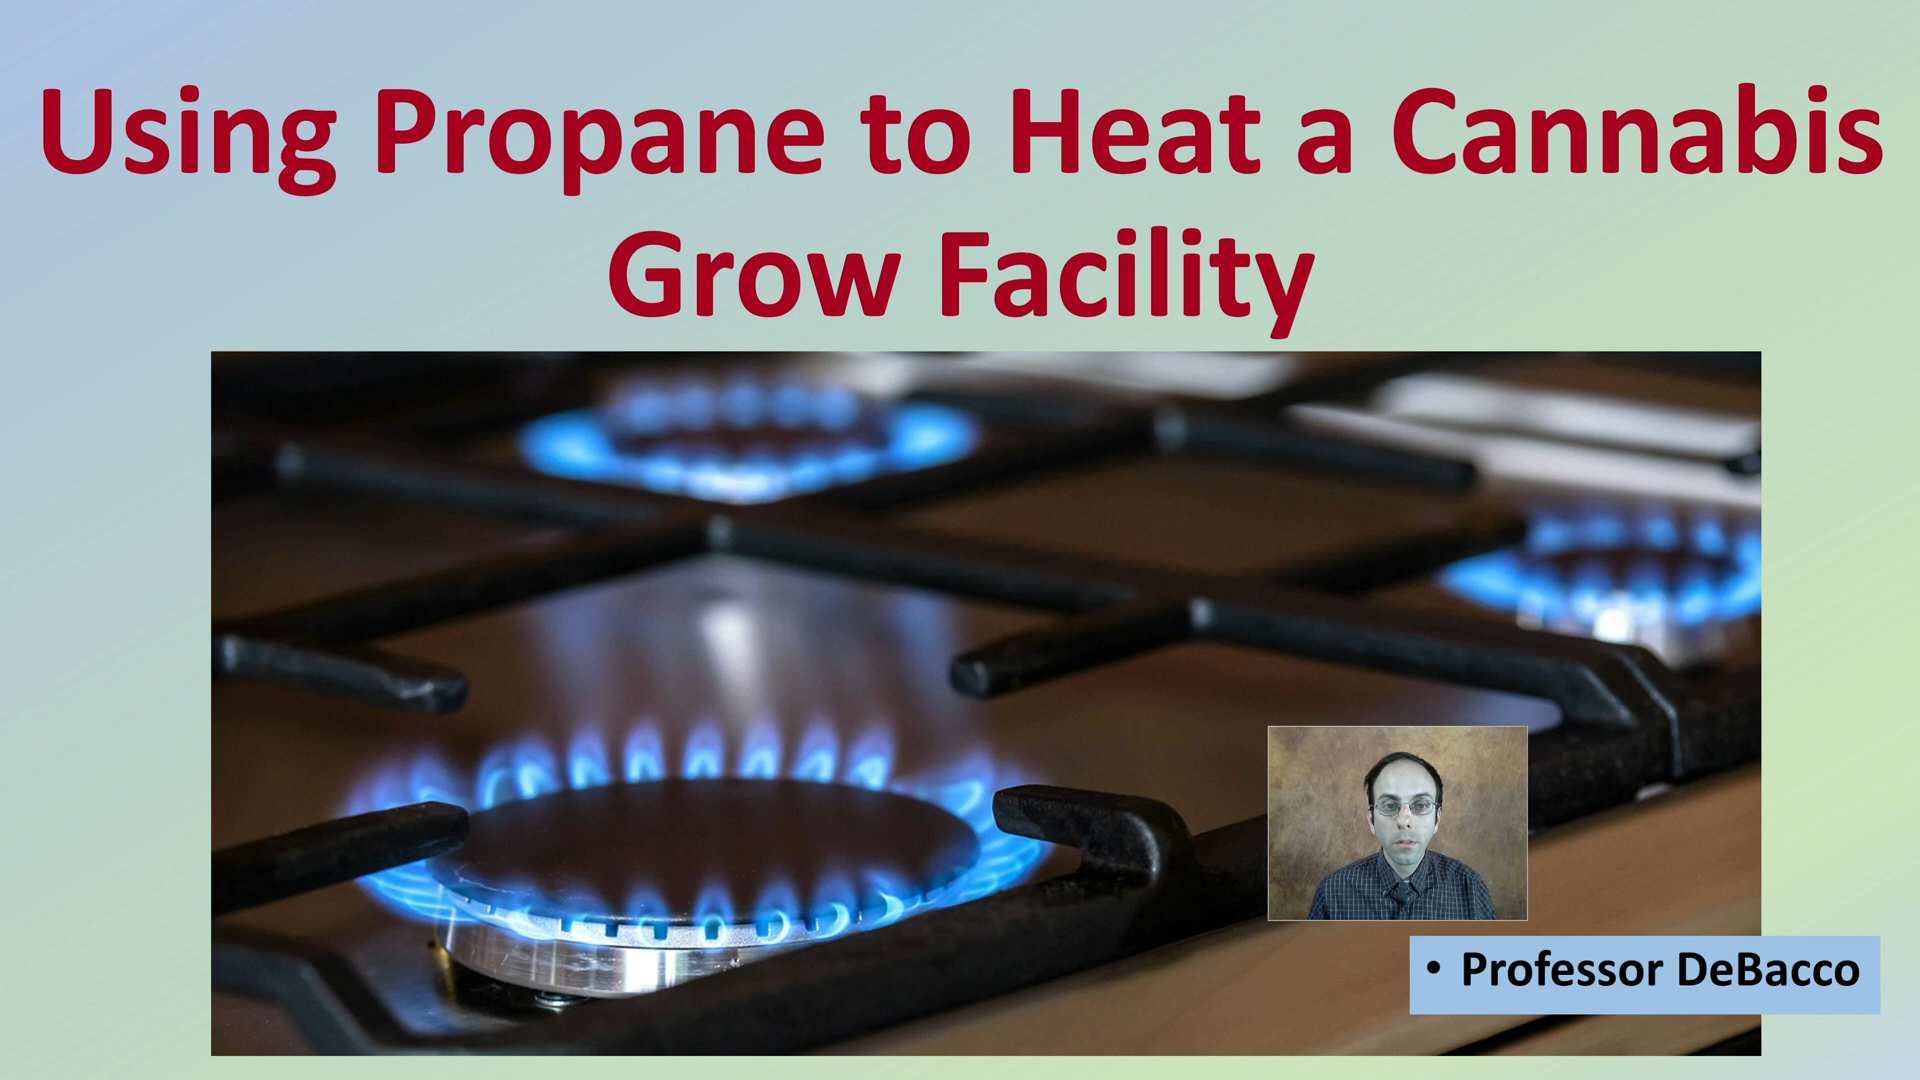 Using Propane to Heat a Cannabis
Grow Facility
• Professor DeBacco